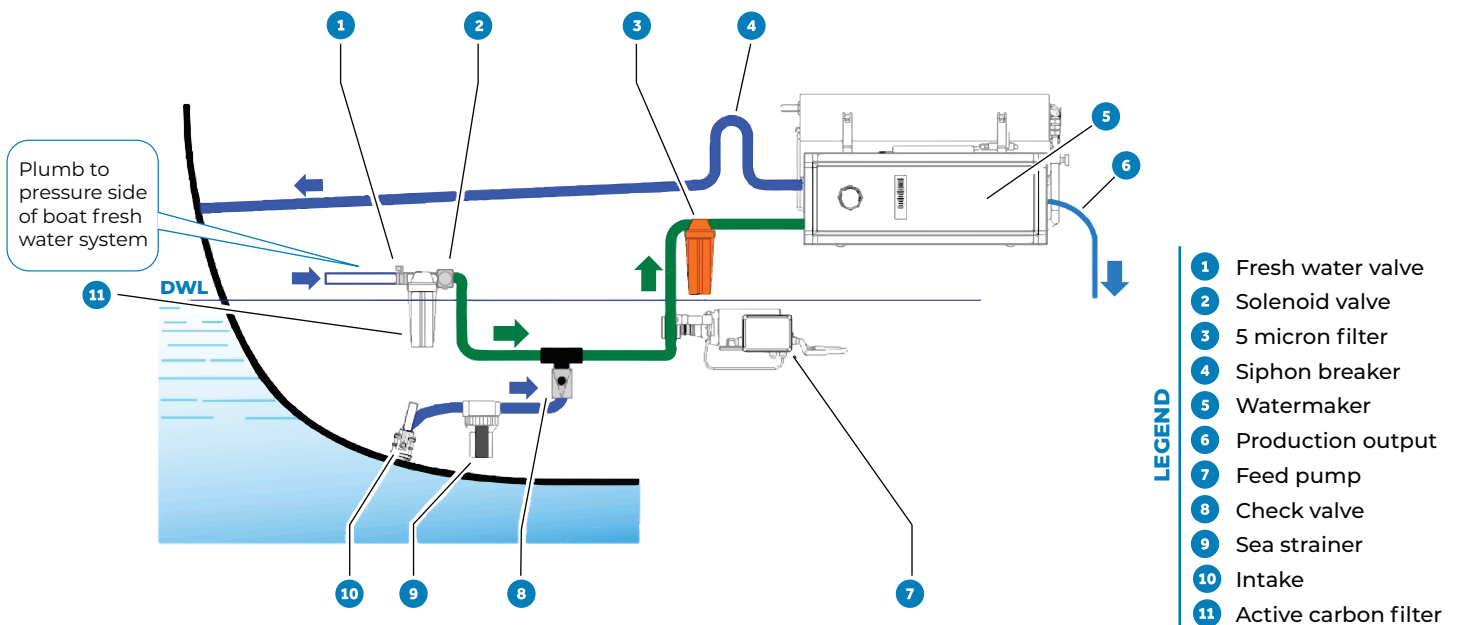 1
2
3
4
5
6
Plumb to
pressure side
of boat fresh
water system
DWL
11
10
9
8
7
LEGEND
1 Fresh water valve
2 Solenoid valve
3 5 micron filter
4 Siphon breaker
5 Watermaker
6 Production output
7 Feed pump
8 Check valve
9 Sea strainer
10 Intake
11 Active carbon filter